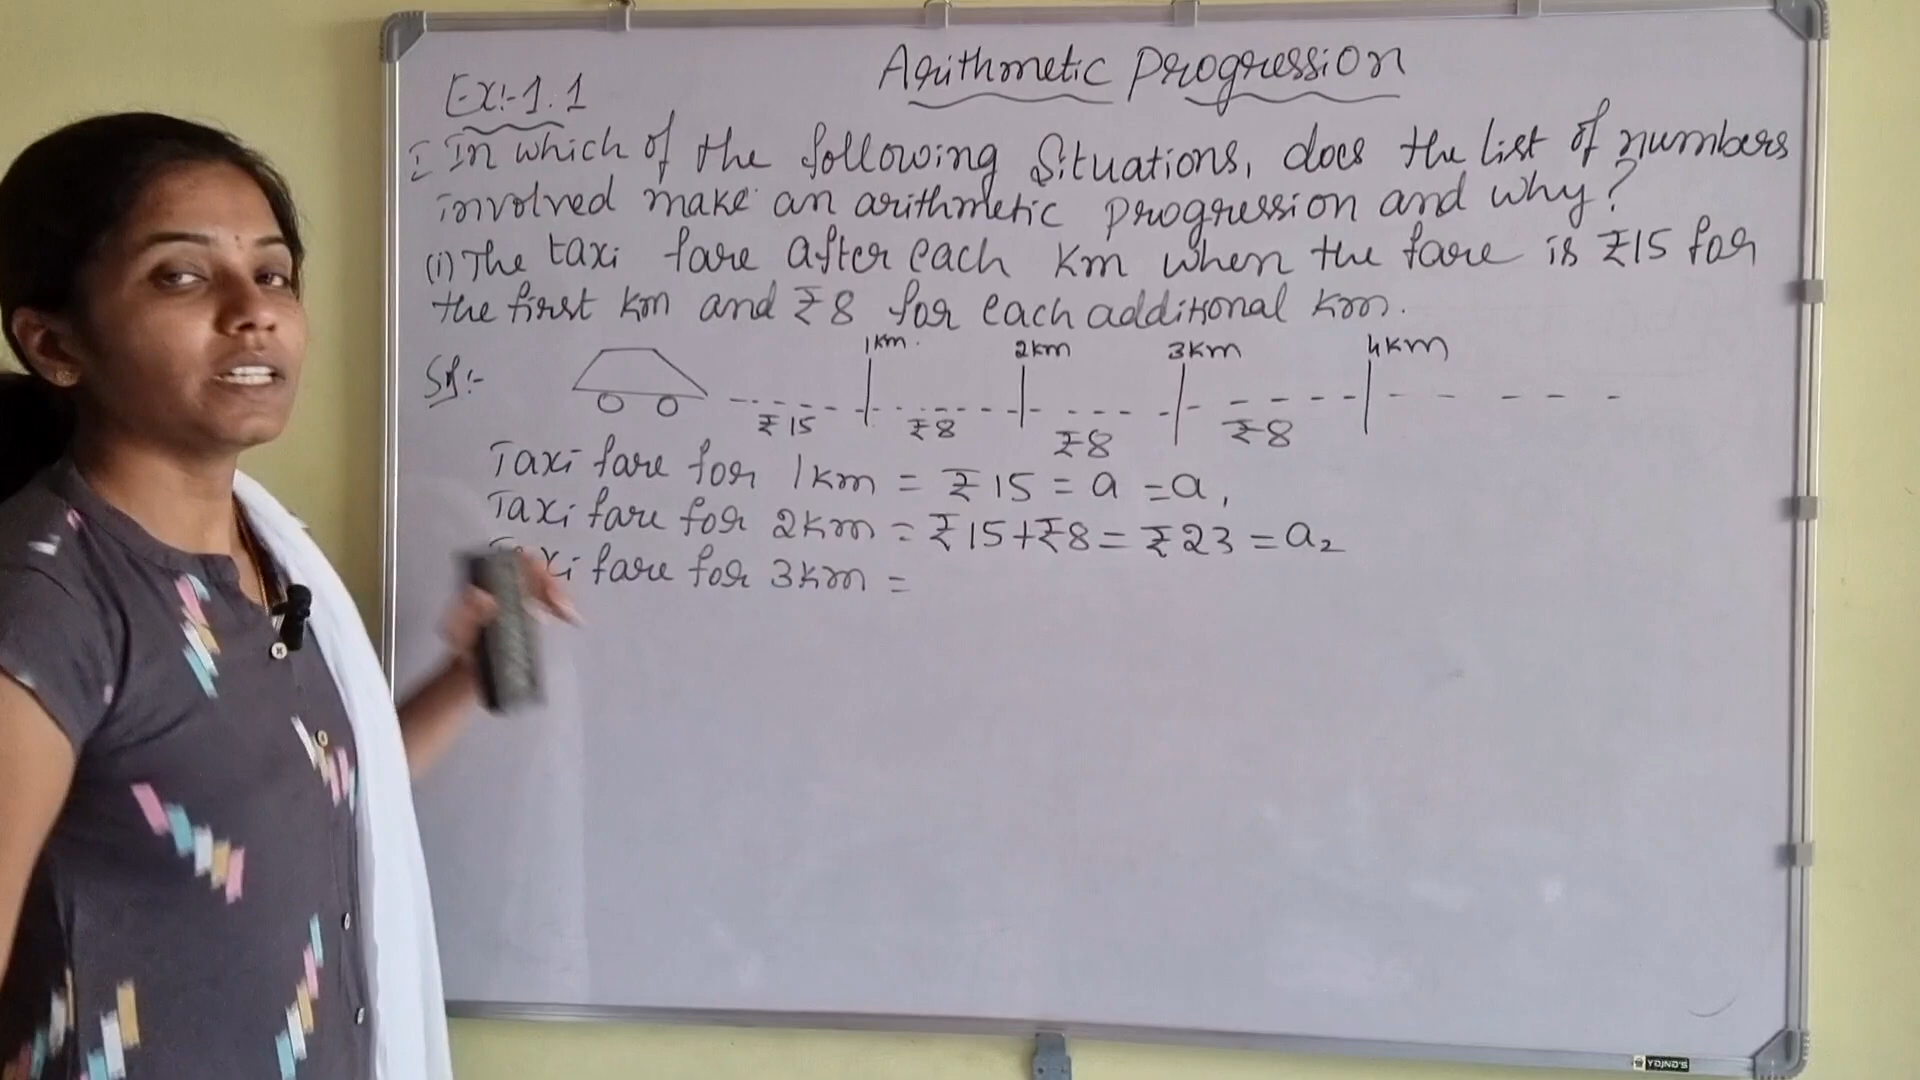 Arithmetic Progression
Ex:-1.1
I In which of the following Situations, does the list of numbers
involved make an arithmetic progression and why?
(i) The taxi fare after each Km when the fare is ₹15 for
the first km and ₹8 for each additional km.
1km. 2km 3km 4km
Sol:-
₹15 ₹8 ₹8 ₹8
Taxi fare for 1km = ₹15 = a = a₁
Taxi fare for 2km = ₹15+₹8 = ₹23 = a₂
Taxi fare for 3km =
YOJNO'S